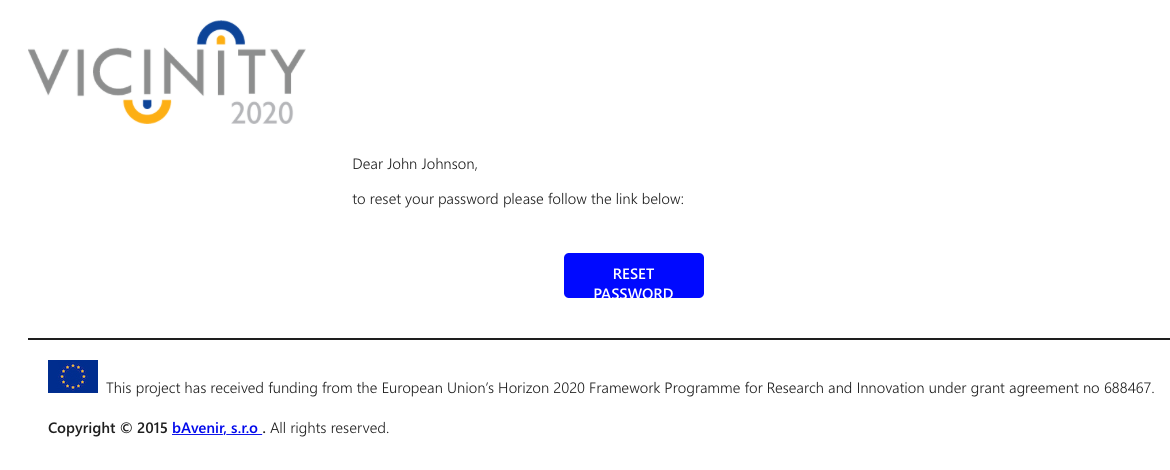 VICINITY
2020
Dear John Johnson,
to reset your password please follow the link below:
RESET
PASSWORD
This project has received funding from the European Union’s Horizon 2020 Framework Programme for Research and Innovation under grant agreement no 688467.
Copyright © 2015 bAvenir, s.r.o . All rights reserved.